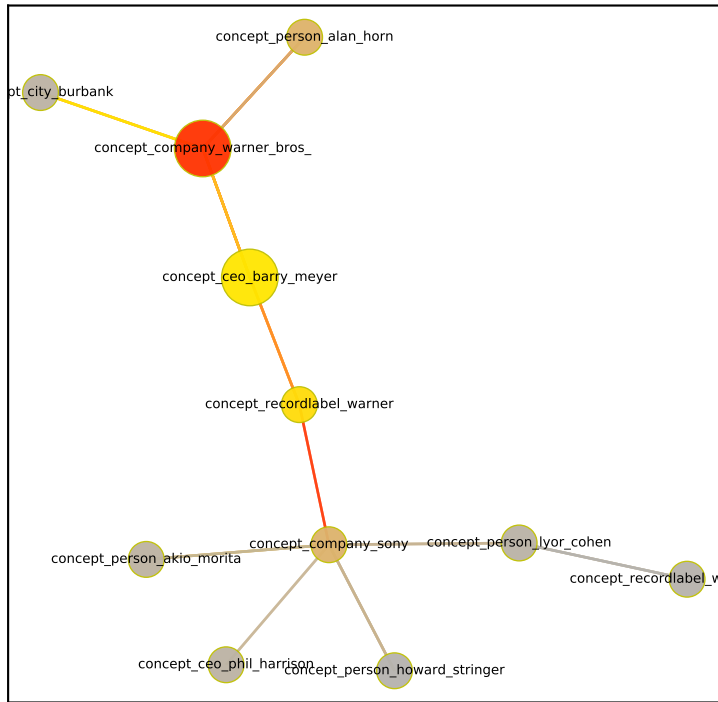 concept_person_alan_horn
pt_city_burbank
concept_company_warner_bros_
concept_ceo_barry_meyer
concept_recordlabel_warner
concept_company_sony
concept_person_lyor_cohen
concept_person_akio_morita
concept_recordlabel_w
concept_ceo_phil_harrison
concept_person_howard_stringer